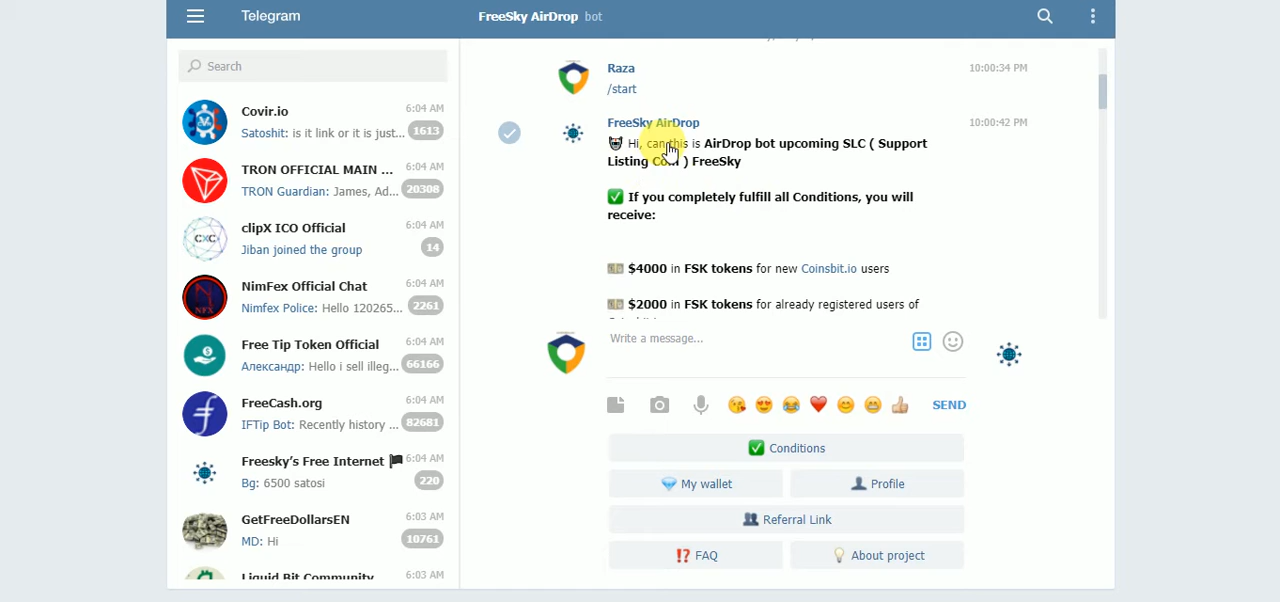 Telegram
FreeSky AirDrop bot
Search
Covir.io
6:04 AM
Satoshit: is it link or it is just...
1613
TRON OFFICIAL MAIN ...
6:04 AM
TRON Guardian: James, Ad...
20308
clipX ICO Official
6:04 AM
Jiban joined the group
14
NimFex Official Chat
6:04 AM
Nimfex Police: Hello 120265...
2261
Free Tip Token Official
6:04 AM
Александр: Hello i sell illeg...
66166
FreeCash.org
6:04 AM
IFTip Bot: Recently history ...
82681
Freesky's Free Internet
6:04 AM
Bg: 6500 satosi
220
GetFreeDollarsEN
6:03 AM
MD: Hi
10761
Liquid Bit Community
6:03 AM
Raza
10:00:34 PM
/start
FreeSky AirDrop
10:00:42 PM
Hi, can this is AirDrop bot upcoming SLC ( Support
Listing Coin ) FreeSky
If you completely fulfill all Conditions, you will
receive:
$4000 in FSK tokens for new Coinsbit.io users
$2000 in FSK tokens for already registered users of
Write a message...
SEND
Conditions
My wallet
Profile
Referral Link
FAQ
About project